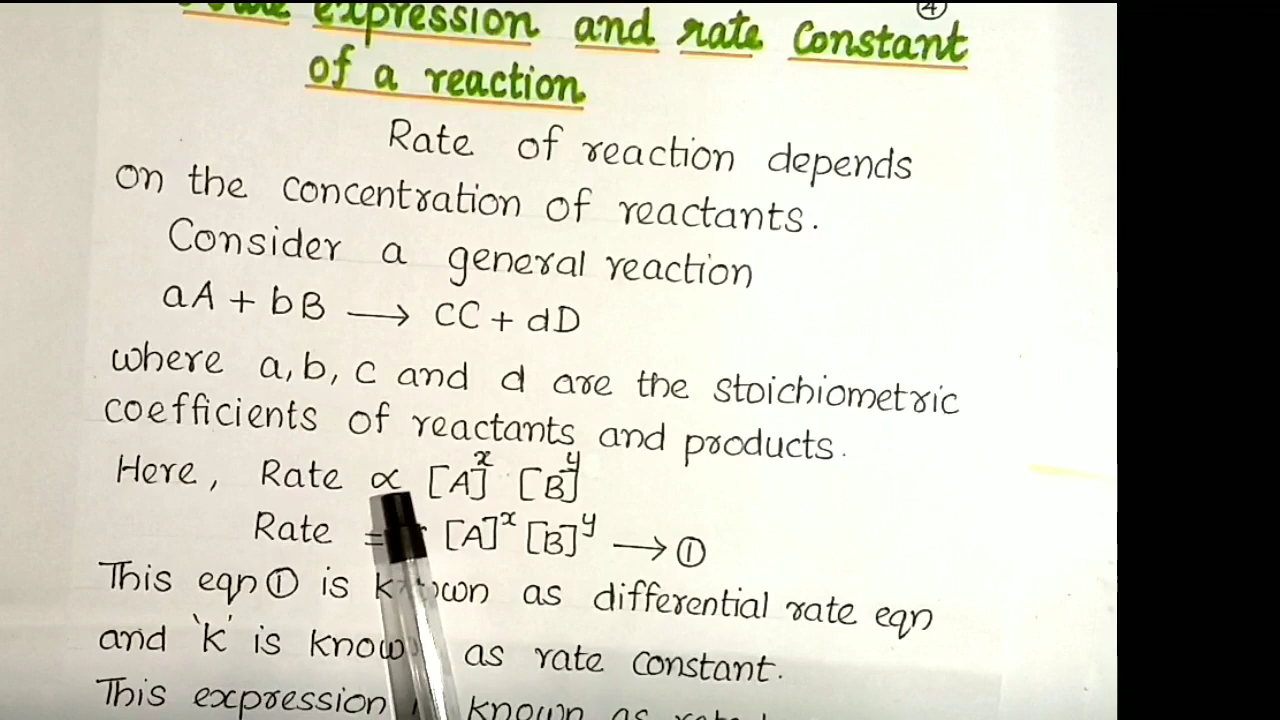 ④
expression and rate constant
of a reaction
Rate of reaction depends
on the concentration of reactants.
Consider a general reaction
aA + bB ⟶ cC + dD
where a, b, c and d are the stoichiometric
coefficients of reactants and products.
Here, Rate ∝ [A]ˣ [B]ʸ
Rate = [A]ˣ [B]ʸ ⟶ ①
This eqn ① is known as differential rate eqn
and 'k' is known as rate constant.
This expression known as